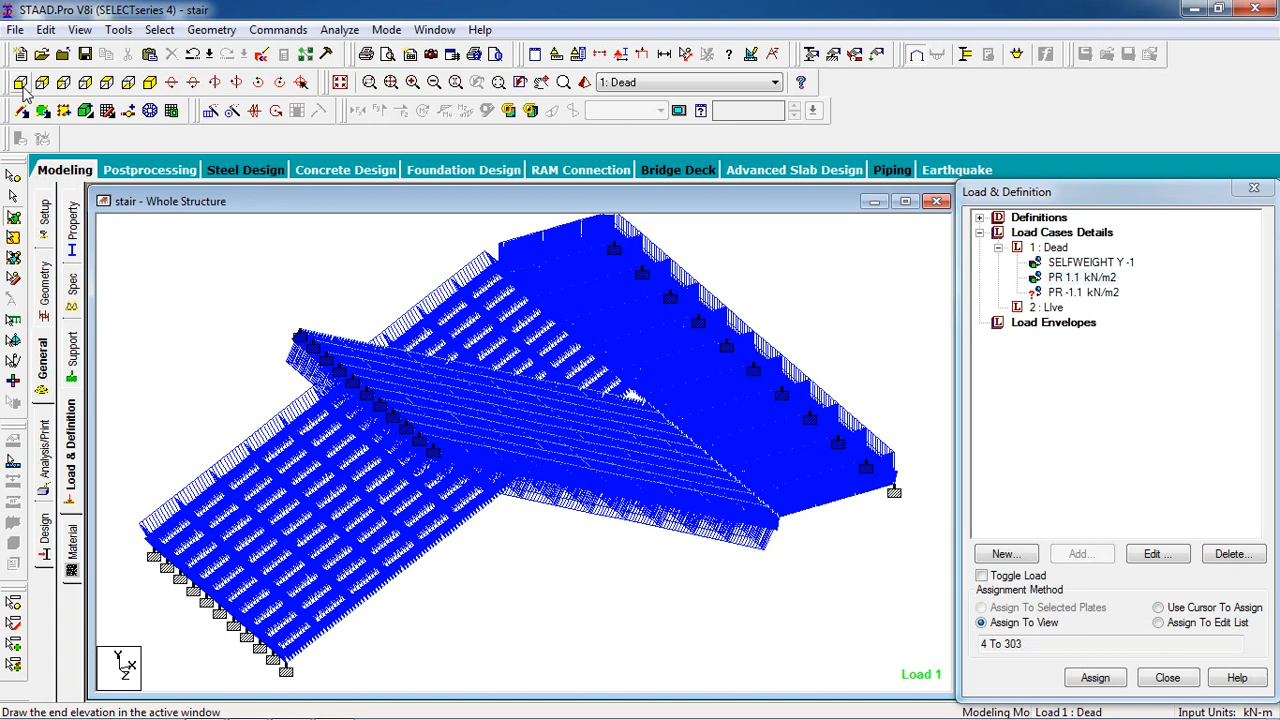 STAAD.Pro V8i (SELECTseries 4) - stair
File Edit View Tools Select Geometry Commands Analyze Mode Window Help
1: Dead
Modeling Postprocessing Steel Design Concrete Design Foundation Design RAM Connection Bridge Deck Advanced Slab Design Piping Earthquake
Setup
Geometry
General
Analysis/Print
Design
Property
Spec
Support
Load & Definition
Material
stair - Whole Structure
Y
X
Z
Load 1
Load & Definition
Definitions
Load Cases Details
1 : Dead
SELFWEIGHT Y -1
PR 1.1 kN/m2
PR -1.1 kN/m2
2 : LIve
Load Envelopes
New... Add... Edit ... Delete...
Toggle Load
Assignment Method
Assign To Selected Plates Use Cursor To Assign
Assign To View Assign To Edit List
4 To 303
Assign Close Help
Draw the end elevation in the active window Modeling Mo Load 1 : Dead Input Units: kN-m